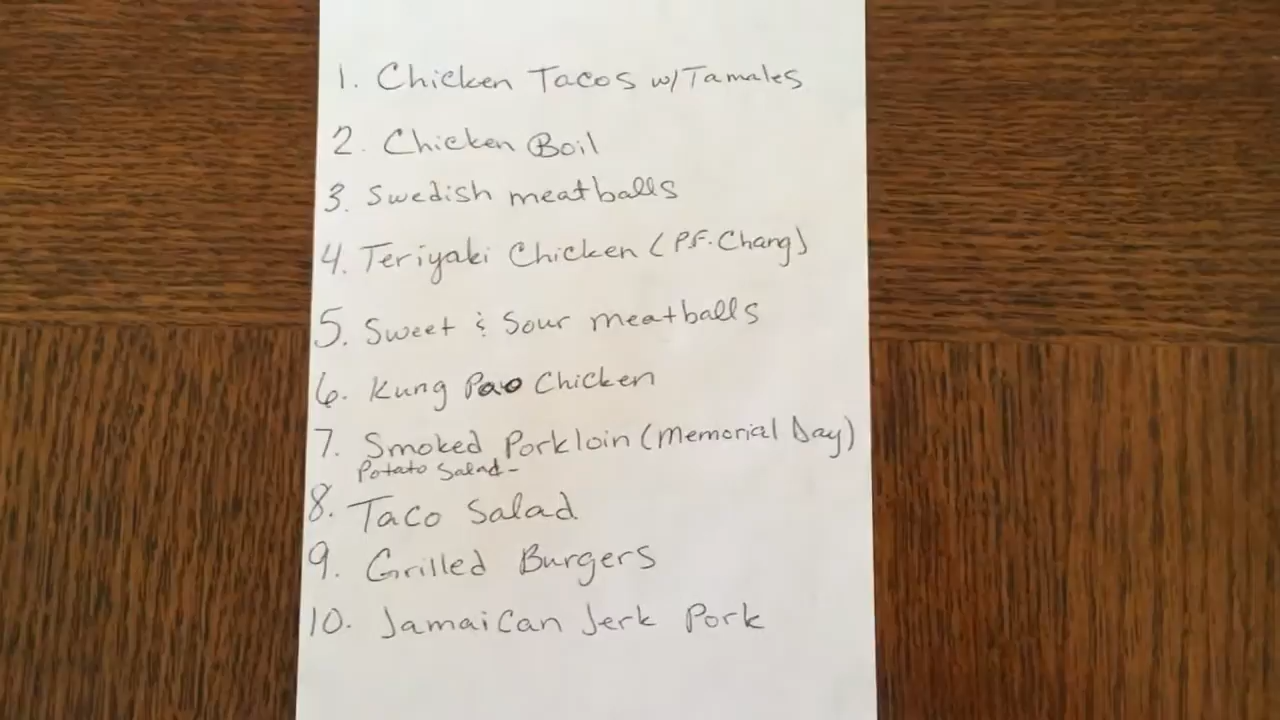 1. Chicken Tacos w/Tamales
2. Chicken Boil
3. Swedish meatballs
4. Teriyaki Chicken (P.F. Chang)
5. Sweet & Sour meatballs
6. Kung Pao Chicken
7. Smoked Porkloin (Memorial Day)
Potato Salad-
8. Taco Salad
9. Grilled Burgers
10. Jamaican Jerk Pork